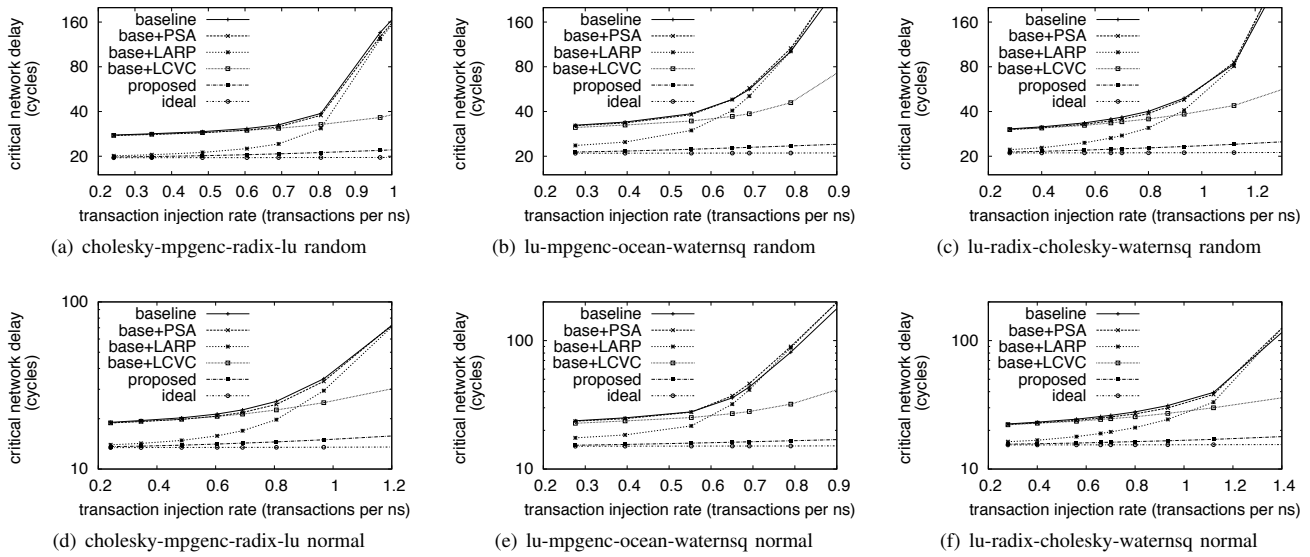 critical network delay
(cycles)
160
80
40
20
baseline
base+PSA
base+LARP
base+LCVC
proposed
ideal
0.2 0.3 0.4 0.5 0.6 0.7 0.8 0.9 1
transaction injection rate (transactions per ns)
(a) cholesky-mpgenc-radix-lu random
critical network delay
(cycles)
160
80
40
20
baseline
base+PSA
base+LARP
base+LCVC
proposed
ideal
0.2 0.3 0.4 0.5 0.6 0.7 0.8 0.9
transaction injection rate (transactions per ns)
(b) lu-mpgenc-ocean-waternsq random
critical network delay
(cycles)
160
80
40
20
baseline
base+PSA
base+LARP
base+LCVC
proposed
ideal
0.2 0.4 0.6 0.8 1 1.2
transaction injection rate (transactions per ns)
(c) lu-radix-cholesky-waternsq random
critical network delay
(cycles)
100
10
baseline
base+PSA
base+LARP
base+LCVC
proposed
ideal
0.2 0.4 0.6 0.8 1 1.2
transaction injection rate (transactions per ns)
(d) cholesky-mpgenc-radix-lu normal
critical network delay
(cycles)
100
10
baseline
base+PSA
base+LARP
base+LCVC
proposed
ideal
0.2 0.3 0.4 0.5 0.6 0.7 0.8 0.9
transaction injection rate (transactions per ns)
(e) lu-mpgenc-ocean-waternsq normal
critical network delay
(cycles)
100
10
baseline
base+PSA
base+LARP
base+LCVC
proposed
ideal
0.2 0.4 0.6 0.8 1 1.2 1.4
transaction injection rate (transactions per ns)
(f) lu-radix-cholesky-waternsq normal